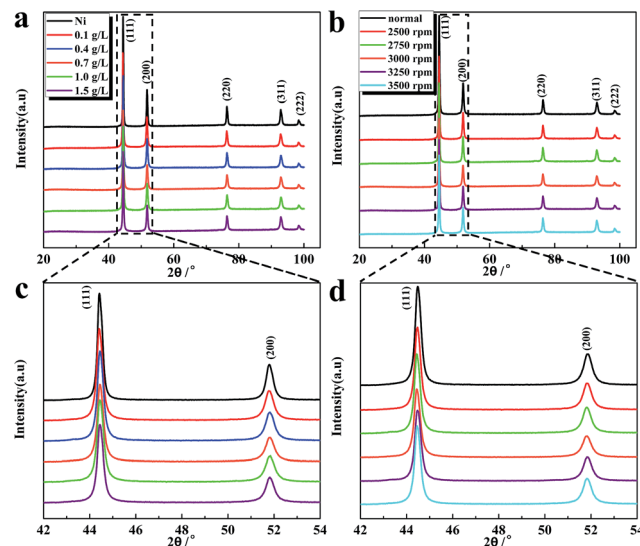 a
Ni
0.1 g/L
0.4 g/L
0.7 g/L
1.0 g/L
1.5 g/L
(111)
(200)
(220)
(311)
(222)
Intensity(a.u)
20
40
60
80
100
2θ /°
b
normal
2500 rpm
2750 rpm
3000 rpm
3250 rpm
3500 rpm
(111)
(200)
(220)
(311)
(222)
Intensity(a.u)
20
40
60
80
100
2θ /°
c
(111)
(200)
Intensity(a.u)
42
44
46
48
50
52
54
2θ /°
d
(111)
(200)
Intensity(a.u)
42
44
46
48
50
52
54
2θ /°